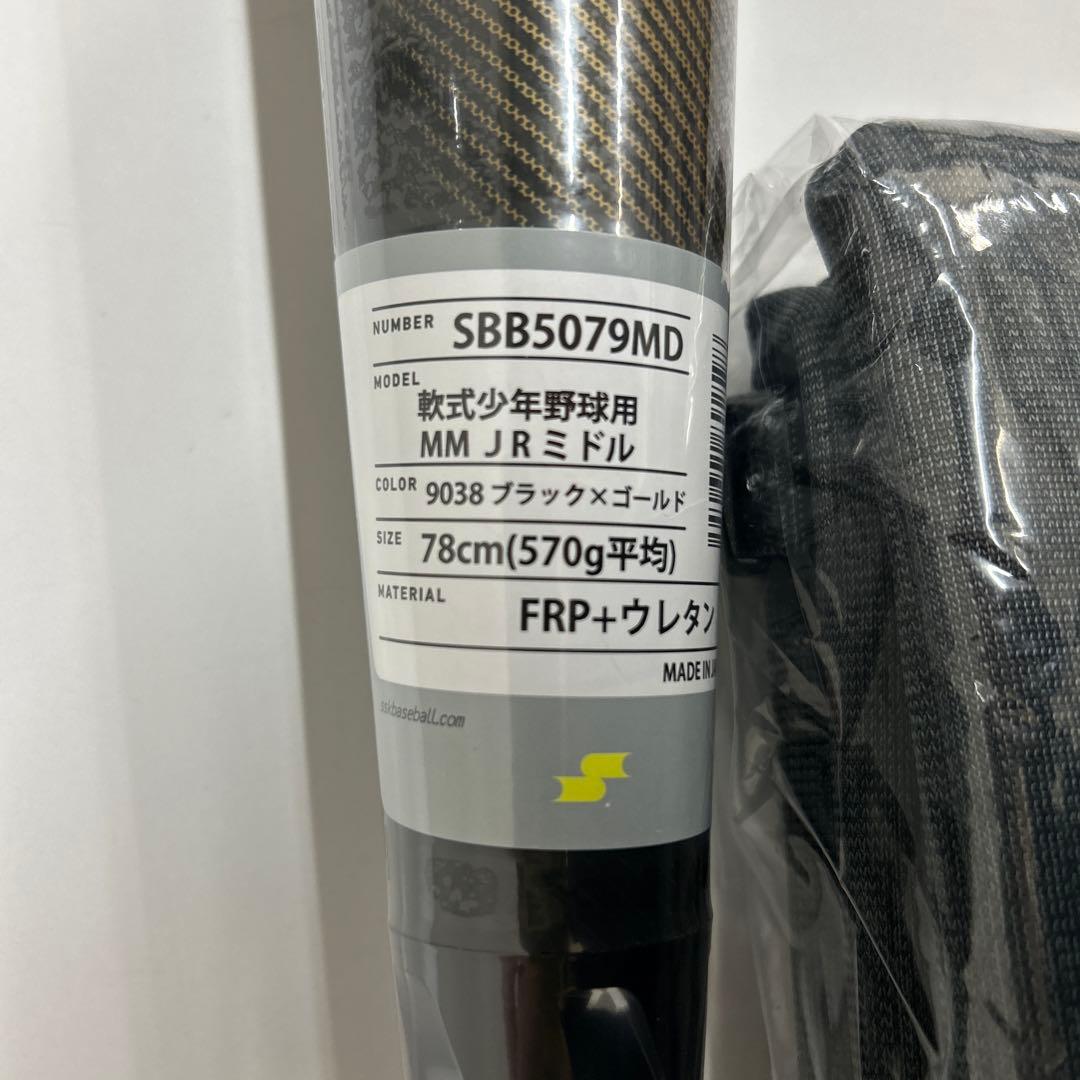 NUMBER SBB5079MD
MODEL
軟式少年野球用
MM JRミドル
COLOR 9038 ブラック×ゴールド
SIZE 78cm(570g平均)
MATERIAL
FRP+ウレタン
MADE IN
sskbaseball.com